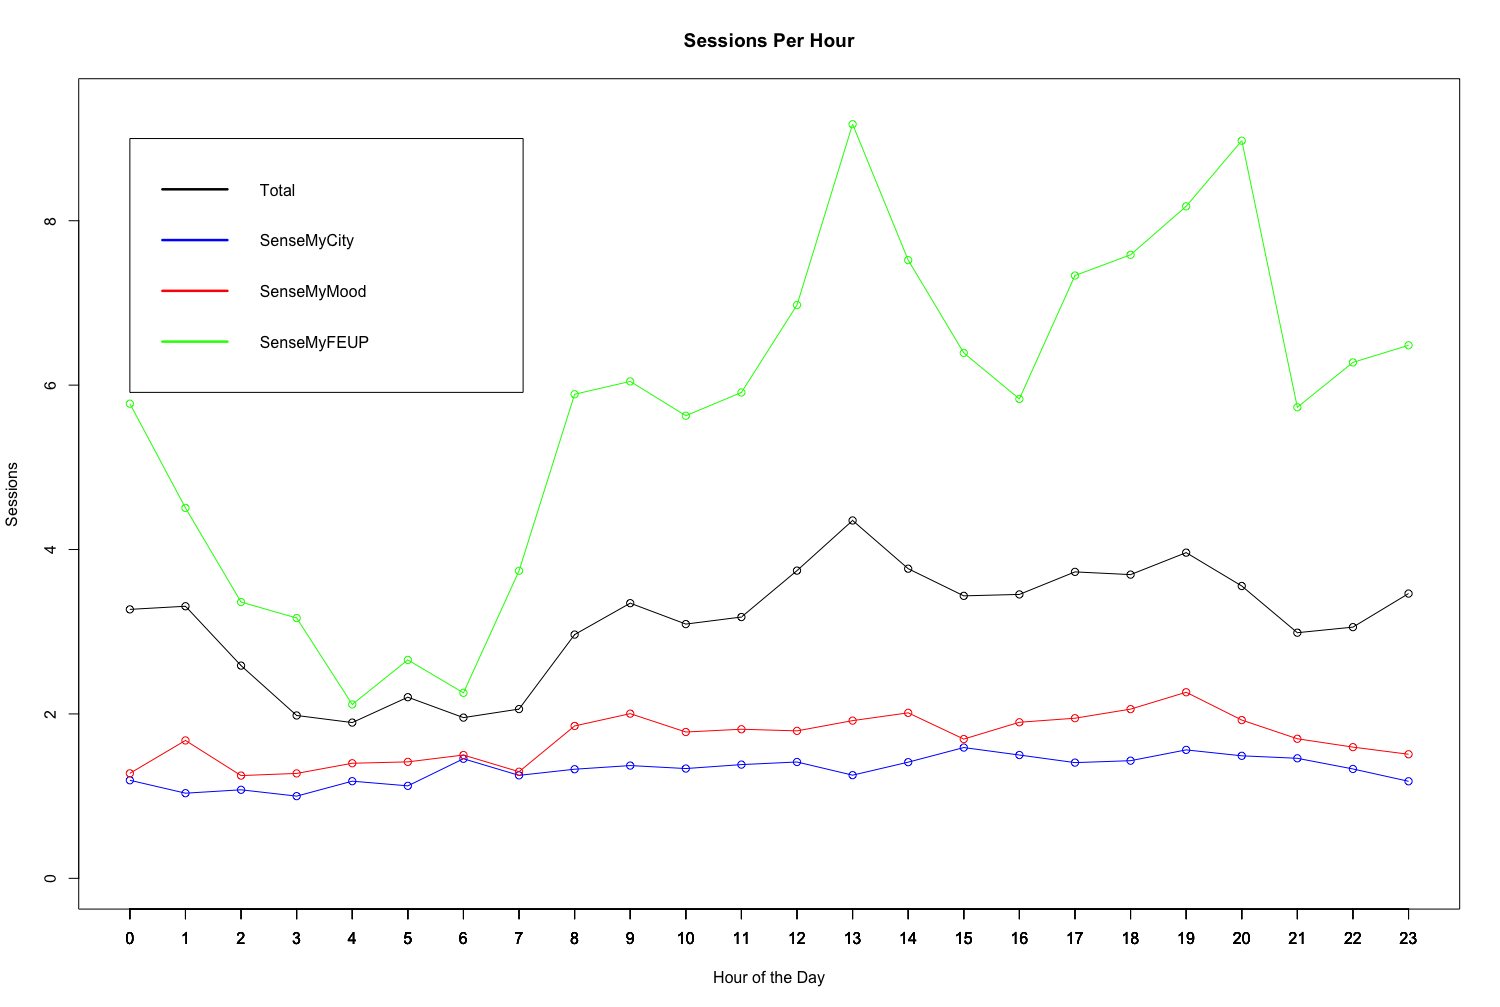 Sessions Per Hour
Total
SenseMyCity
SenseMyMood
SenseMyFEUP
8
6
4
2
0
Sessions
0 1 2 3 4 5 6 7 8 9 10 11 12 13 14 15 16 17 18 19 20 21 22 23
Hour of the Day